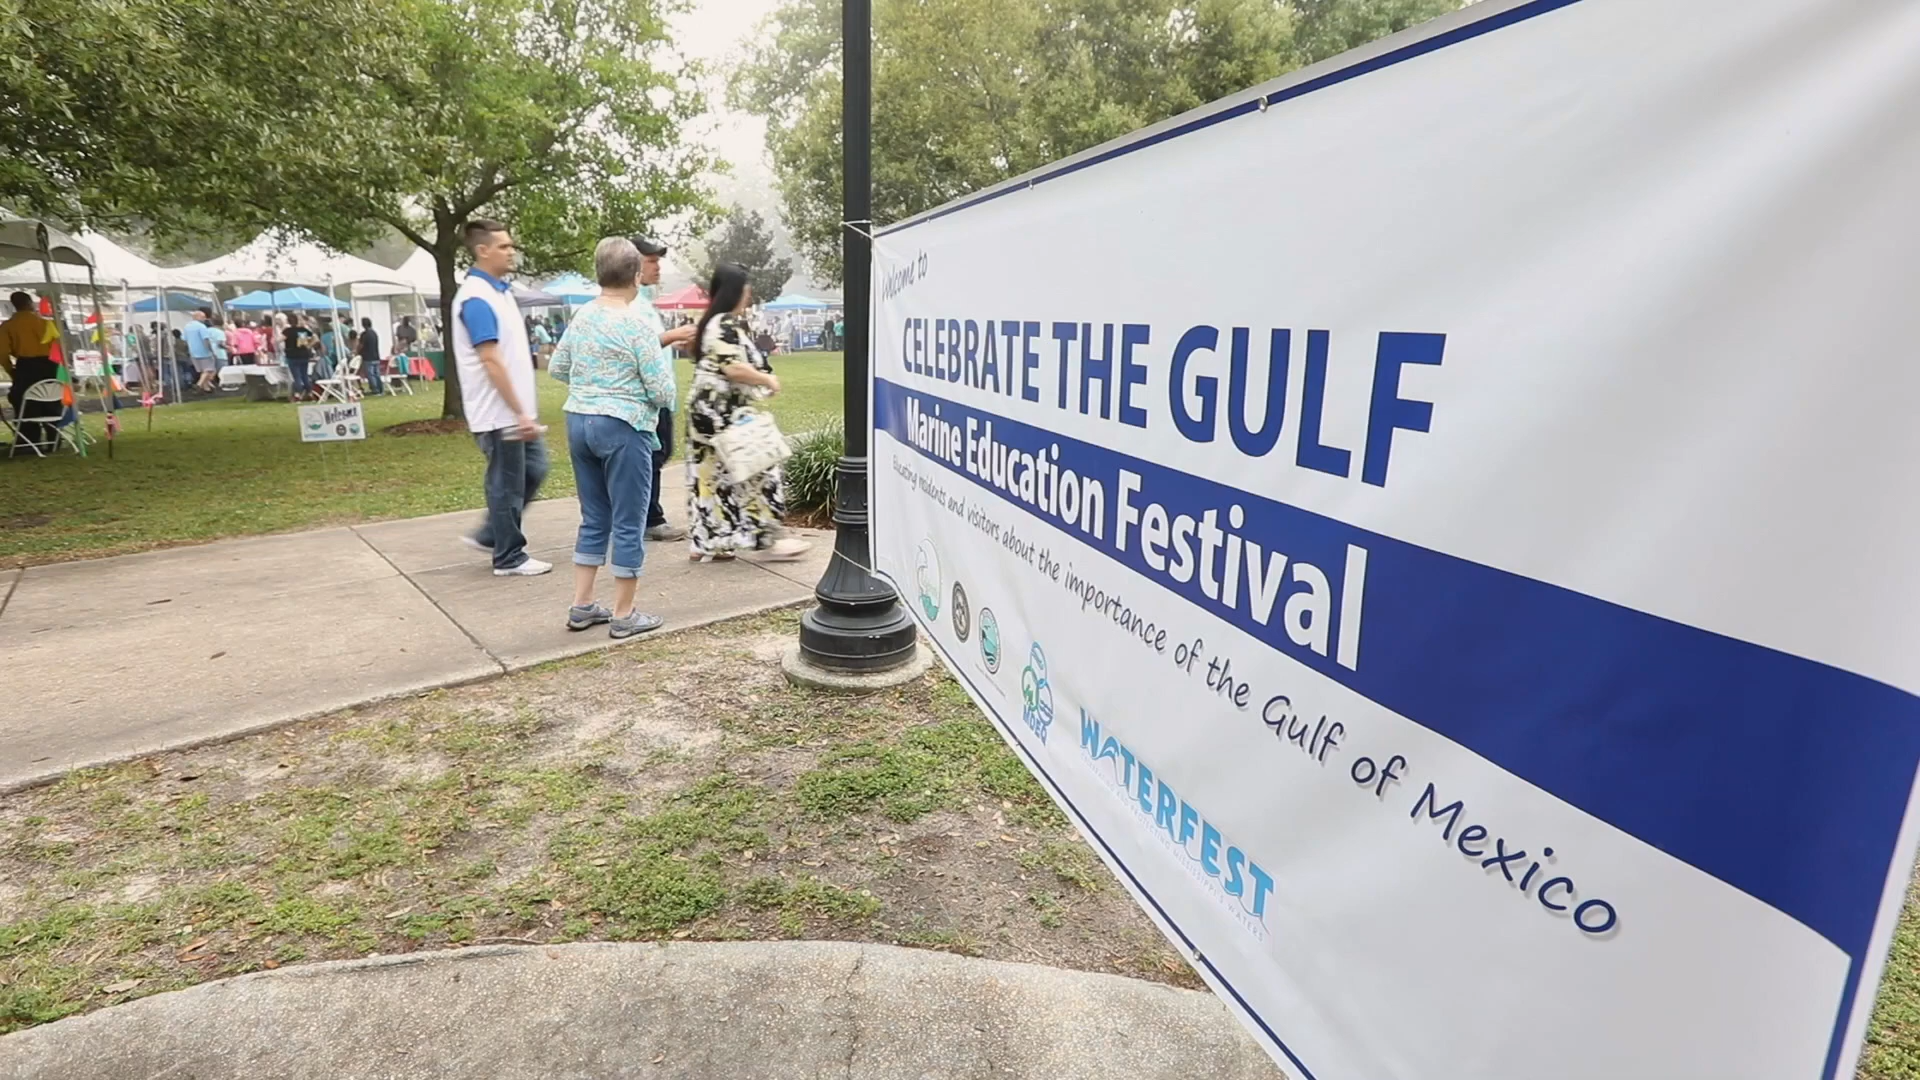 Welcome to
CELEBRATE THE GULF
Marine Education Festival
Educating residents and visitors about the importance of the Gulf of Mexico
MDEQ
WATERFEST
Welcome